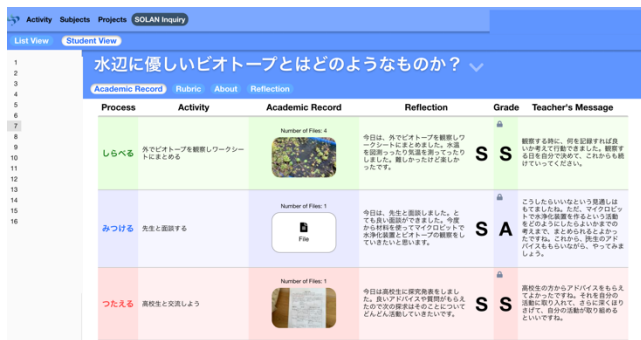 Activity Subjects Projects SOLAN Inquiry
List View Student View
1
2
3
4
5
6
7
8
9
10
11
12
13
14
15
16
水辺に優しいビオトープとはどのようなものか？
Academic Record Rubric About Reflection
Process Activity Academic Record Reflection Grade Teacher's Message
しらべる
外でビオトープを観察しワークシー
トにまとめる
Number of Files: 4
今日は、外でビオトープを観察しワ
ークシートにまとめました。水温
を図測ったり気温を測ってったり
しました。難しかったけど楽しか
ったです。
S S
観察する時に、何を記録すれば良
いか考えて行動できました。観察す
る日を自分で決めて、これからも続
けていってください。
みつける
先生と面談する
Number of Files: 1
File
今日は、先生と面談しました。と
ても良い面談ができました。今度
から材料を使ってマイクロビットで
水浄化装置とビオトープの観察をし
ていきたいと思います。
S A
こうしたらいいなという見通しは
もてましたね。ただ、マイクロビッ
トで水浄化装置を作るという活動
をどのようにしたらよいかまでの
考えまで、まとめられるとよかっ
たですね。これから、先生のアド
バイスももらいながら、やってみま
しょう。
つたえる
高校生と交流しよう
Number of Files: 1
今日は高校生に探究発表をしまし
た。良いアドバイスや質問がもらえ
たので次の探求はそのことについて
どんどん活動していきたいです。
S S
高校生の方からアドバイスをもらえ
てよかったですね。それを自分の
活動に取り入れて、さらに深くほり
さげて、自分の活動が取り組める
といいですね。